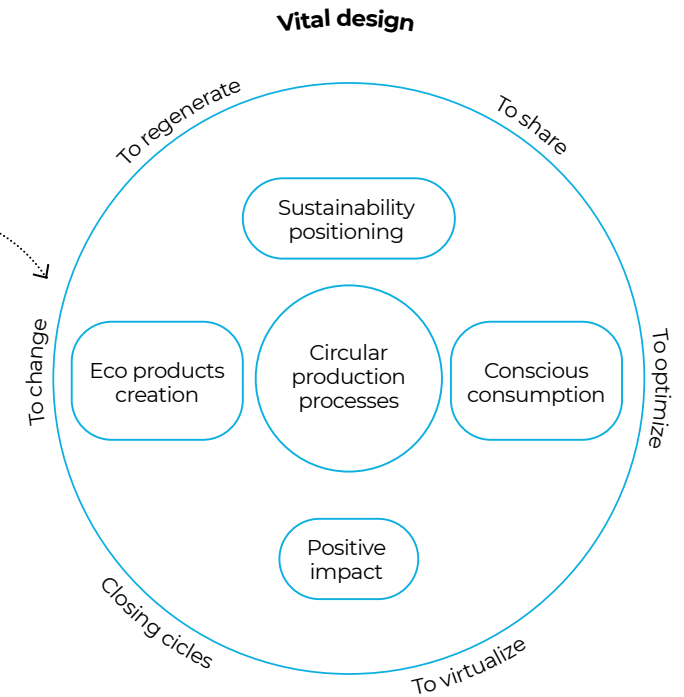 Vital design
To regenerate
To share
Sustainability
positioning
To change
Eco products
creation
Circular
production
processes
Conscious
consumption
To optimize
Positive
impact
Closing cicles
To virtualize